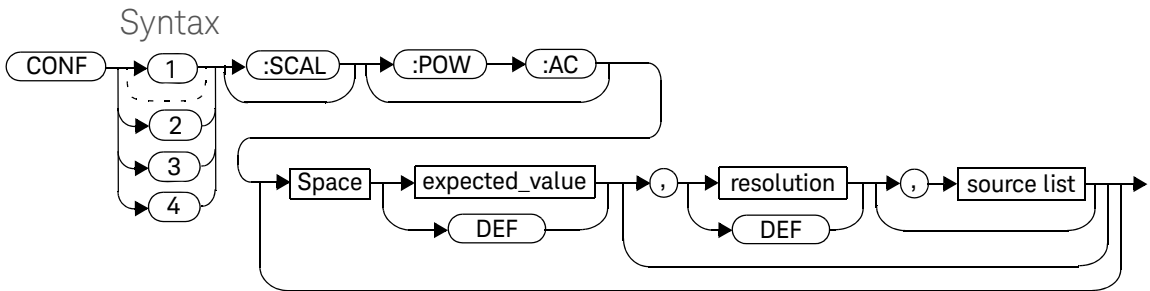 Syntax
CONF 1 :SCAL :POW :AC
2
3
4
Space expected_value , resolution , source list
DEF DEF